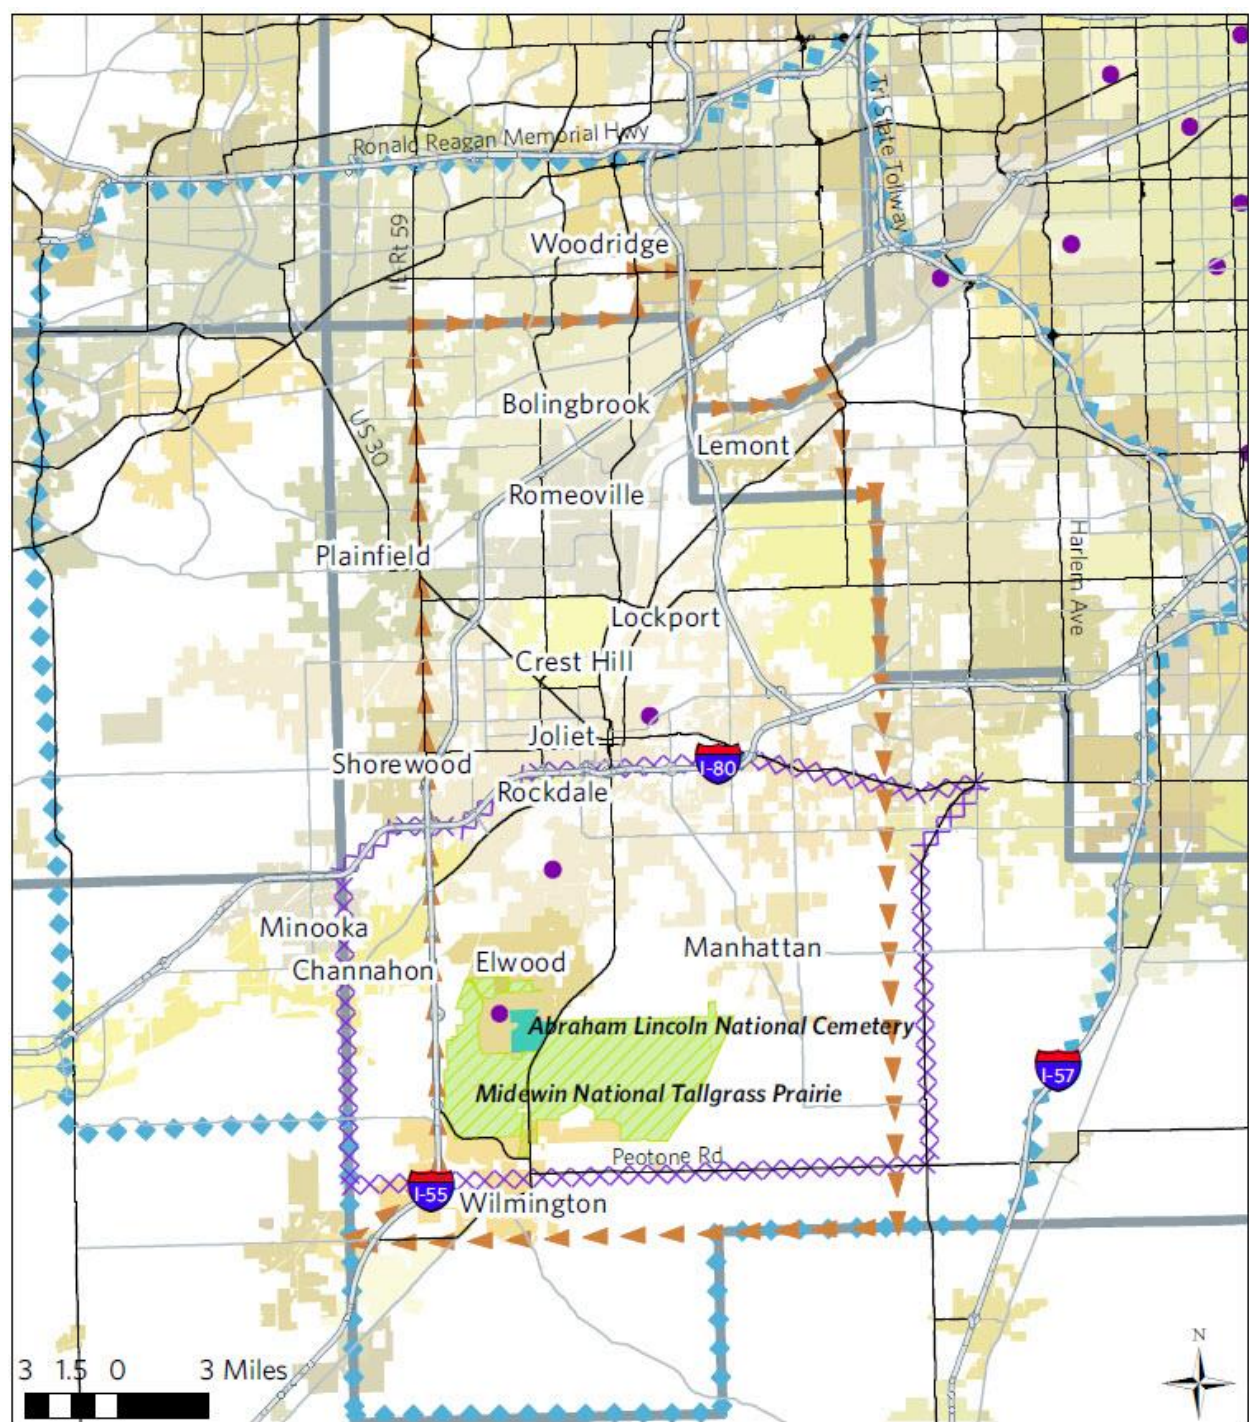 Ronald Reagan Memorial Hwy
Tri State Tollway
IL Rt 59
Woodridge
US 30
Bolingbrook
Lemont
Romeoville
Plainfield
Harlem Ave
Lockport
Crest Hill
Joliet
Shorewood
I-80
Rockdale
Minooka
Manhattan
Channahon
Elwood
Abraham Lincoln National Cemetery
I-57
Midewin National Tallgrass Prairie
Peotone Rd
I-55
Wilmington
N
3 1.5 0 3 Miles